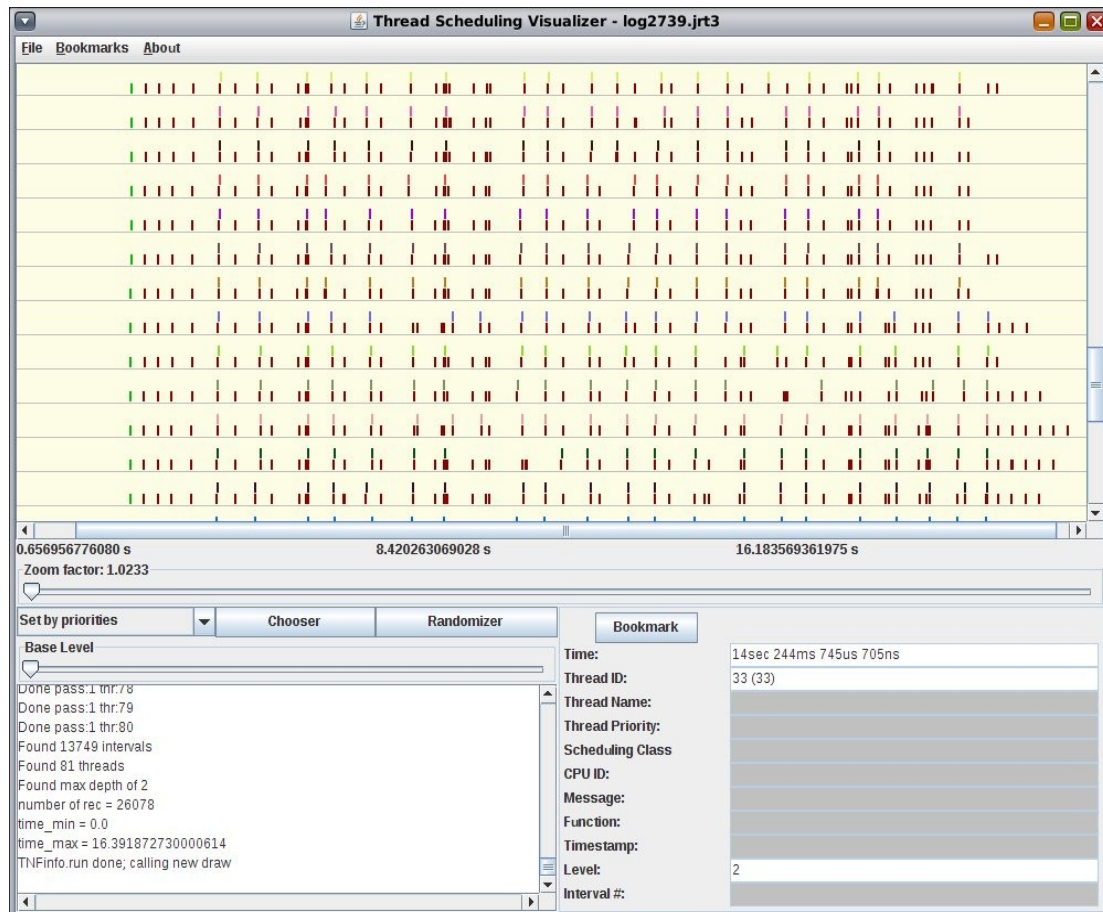 Thread Scheduling Visualizer - log2739.jrt3
File Bookmarks About
0.656956776080 s 8.420263069028 s 16.183569361975 s
Zoom factor: 1.0233
Set by priorities Chooser Randomizer
Base Level
Done pass:1 thr:78
Done pass:1 thr:79
Done pass:1 thr:80
Found 13749 intervals
Found 81 threads
Found max depth of 2
number of rec = 26078
time_min = 0.0
time_max = 16.391872730000614
TNFinfo.run done; calling new draw
Bookmark
Time: 14sec 244ms 745us 705ns
Thread ID: 33 (33)
Thread Name:
Thread Priority:
Scheduling Class
CPU ID:
Message:
Function:
Timestamp:
Level: 2
Interval #: